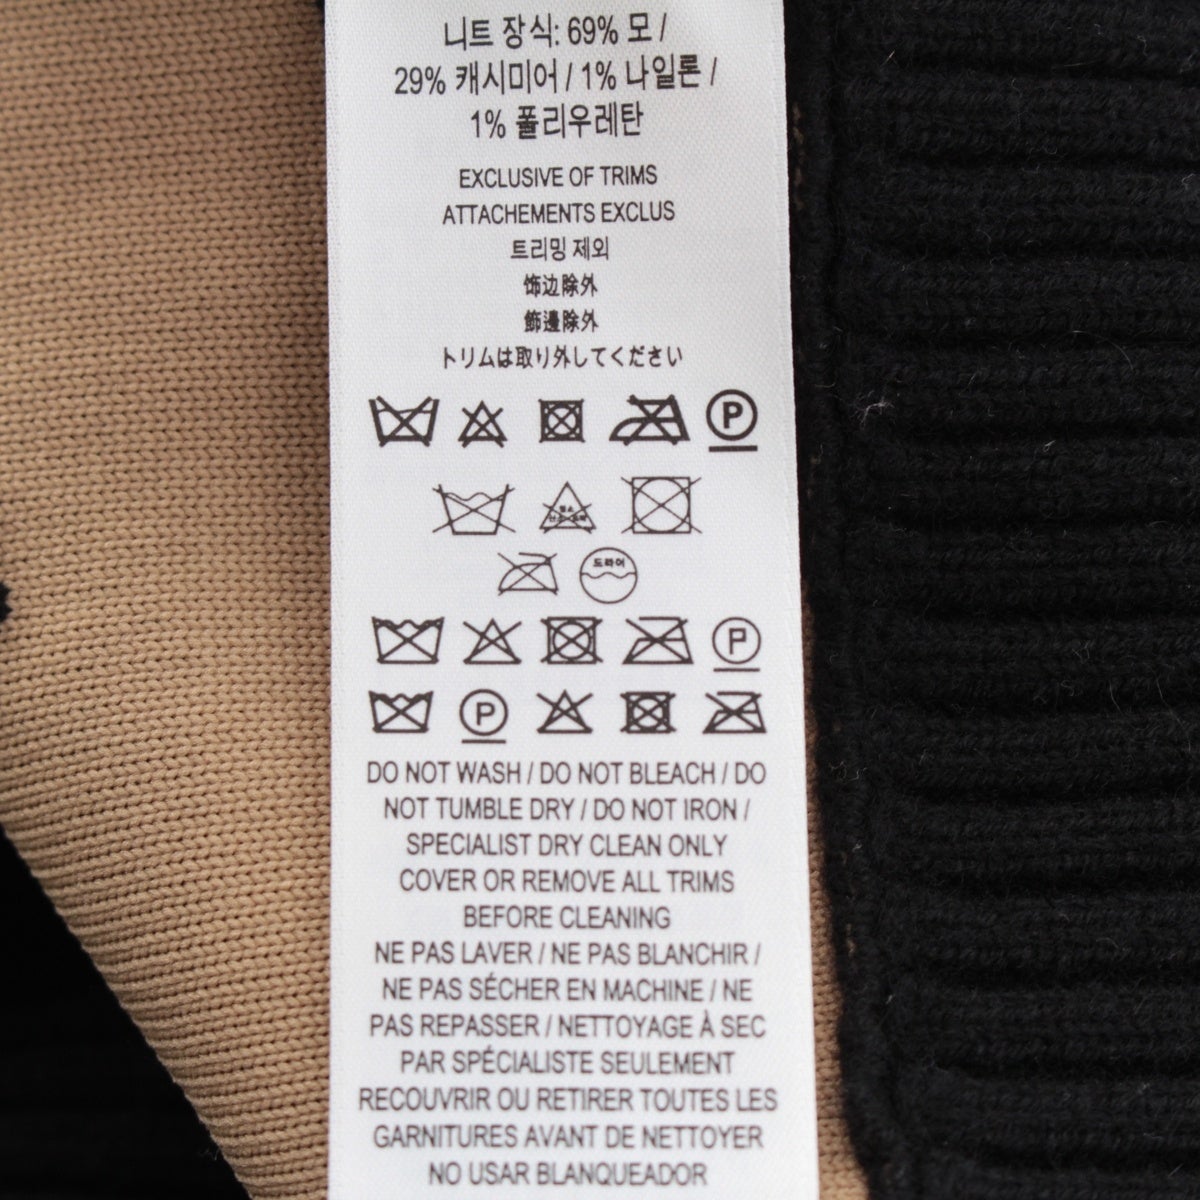 니트 장식: 69% 모 /
29% 캐시미어 / 1% 나일론 /
1% 폴리우레탄
EXCLUSIVE OF TRIMS
ATTACHEMENTS EXCLUS
트리밍 제외
饰边除外
飾邊除外
トリムは取り外してください
P
드라이
P
P
DO NOT WASH / DO NOT BLEACH / DO
NOT TUMBLE DRY / DO NOT IRON /
SPECIALIST DRY CLEAN ONLY
COVER OR REMOVE ALL TRIMS
BEFORE CLEANING
NE PAS LAVER / NE PAS BLANCHIR /
NE PAS SÉCHER EN MACHINE / NE
PAS REPASSER / NETTOYAGE À SEC
PAR SPÉCIALISTE SEULEMENT
RECOUVRIR OU RETIRER TOUTES LES
GARNITURES AVANT DE NETTOYER
NO USAR BLANQUEADOR